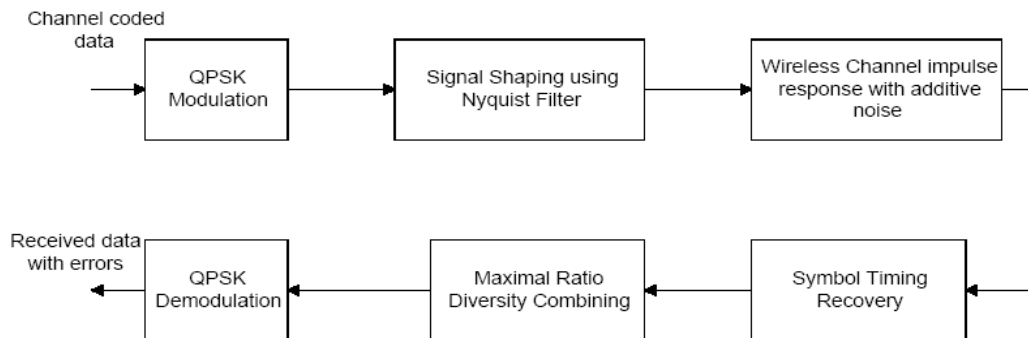 Channel coded
data
QPSK
Modulation
Signal Shaping using
Nyquist Filter
Wireless Channel impulse
response with additive
noise
Received data
with errors
QPSK
Demodulation
Maximal Ratio
Diversity Combining
Symbol Timing
Recovery